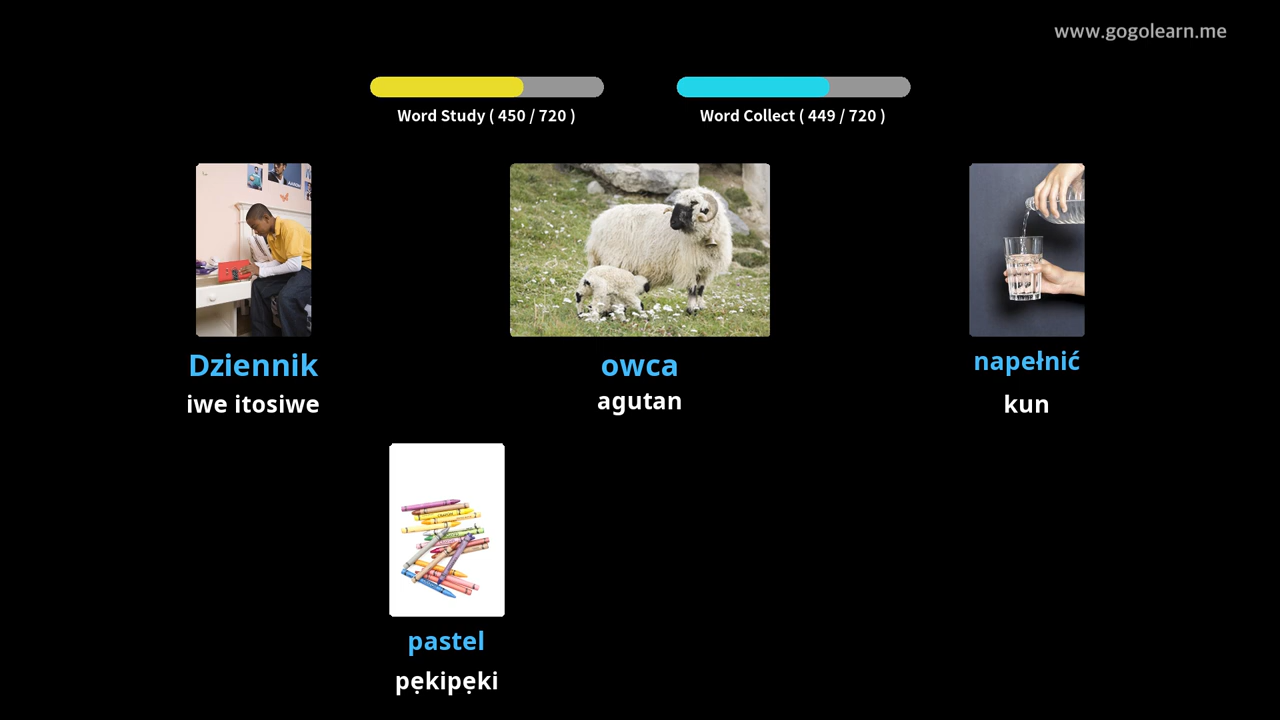 www.gogolearn.me
Word Study ( 450 / 720 )
Word Collect ( 449 / 720 )
Dziennik
iwe itosiwe
owca
agutan
napełnić
kun
pastel
pẹkipẹki